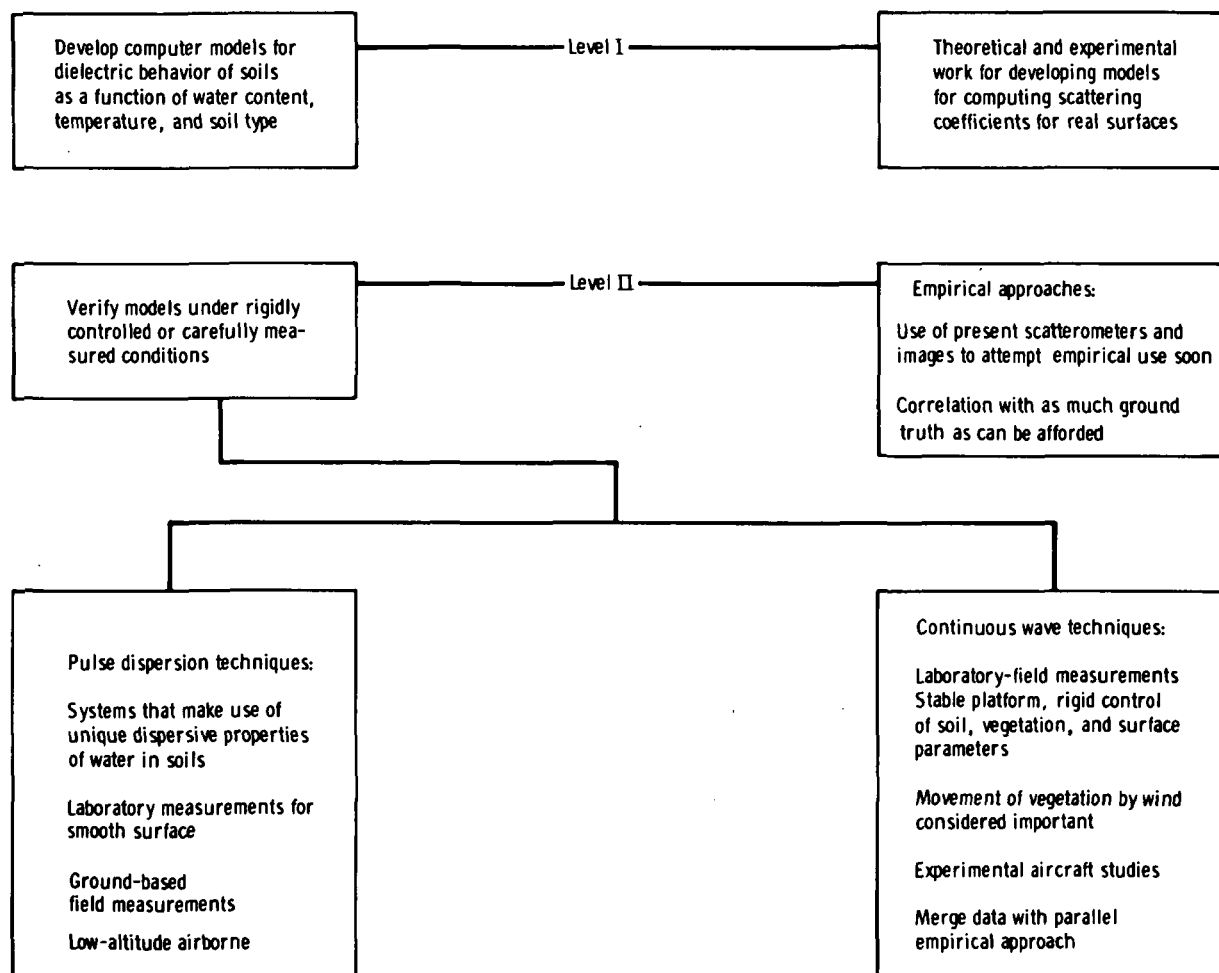 Develop computer models for
dielectric behavior of soils
as a function of water content,
temperature, and soil type
Level I
Theoretical and experimental
work for developing models
for computing scattering
coefficients for real surfaces
Verify models under rigidly
controlled or carefully mea-
sured conditions
Level II
Empirical approaches:
Use of present scatterometers and
images to attempt empirical use soon
Correlation with as much ground
truth as can be afforded
Pulse dispersion techniques:
Systems that make use of
unique dispersive properties
of water in soils
Laboratory measurements for
smooth surface
Ground-based
field measurements
Low-altitude airborne
Continuous wave techniques:
Laboratory-field measurements
Stable platform, rigid control
of soil, vegetation, and surface
parameters
Movement of vegetation by wind
considered important
Experimental aircraft studies
Merge data with parallel
empirical approach